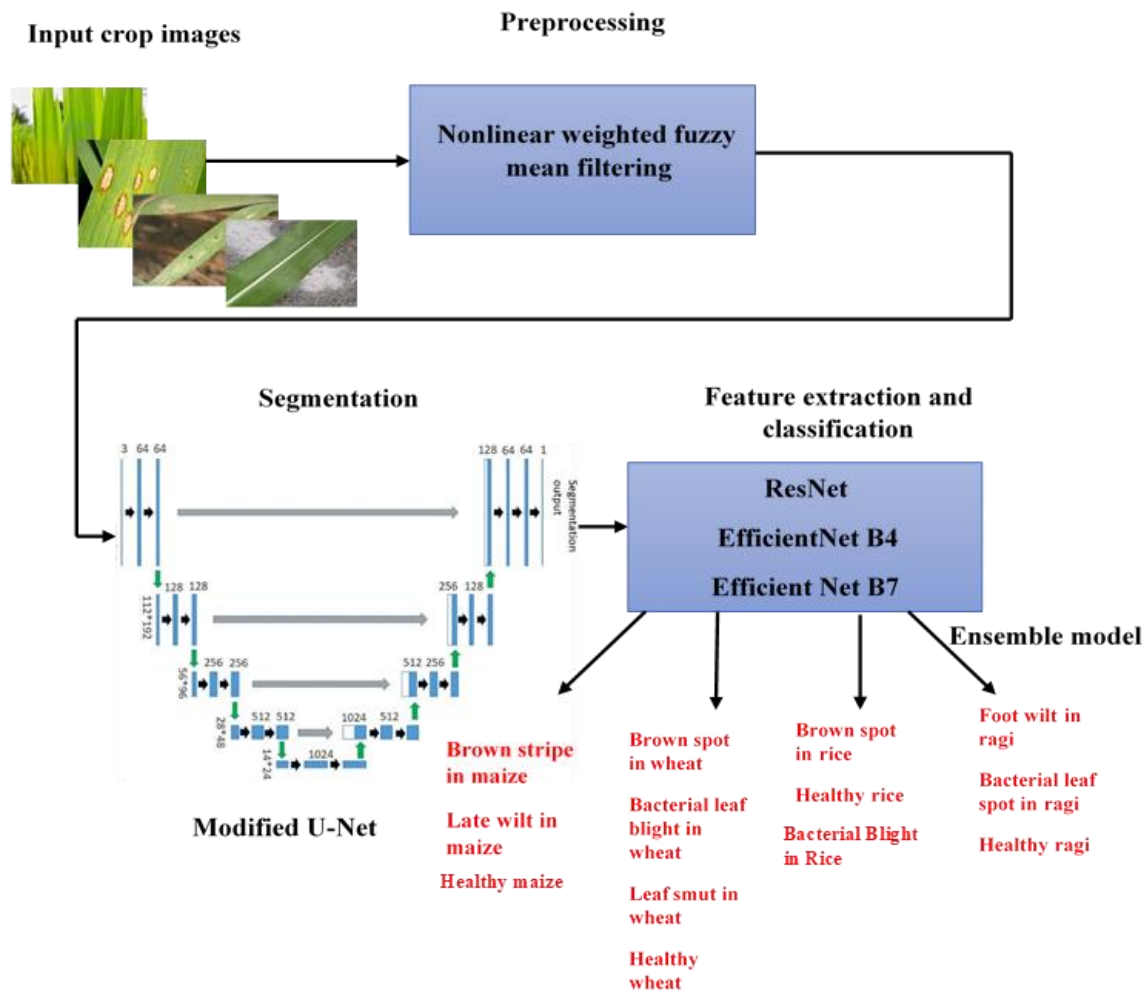 Input crop images
Preprocessing
Nonlinear weighted fuzzy
mean filtering
Segmentation
Feature extraction and
classification
3 64 64
128 64 64 1
Segmentation
output
ResNet
EfficientNet B4
Efficient Net B7
112*192
128 128
256 128
56*96
256 256
512 256
28*48
512 512
1024 512
14*24
1024
Modified U-Net
Ensemble model
Brown stripe
in maize
Late wilt in
maize
Healthy maize
Brown spot
in wheat
Bacterial leaf
blight in
wheat
Leaf smut in
wheat
Healthy
wheat
Brown spot
in rice
Healthy rice
Bacterial Blight
in Rice
Foot wilt in
ragi
Bacterial leaf
spot in ragi
Healthy ragi